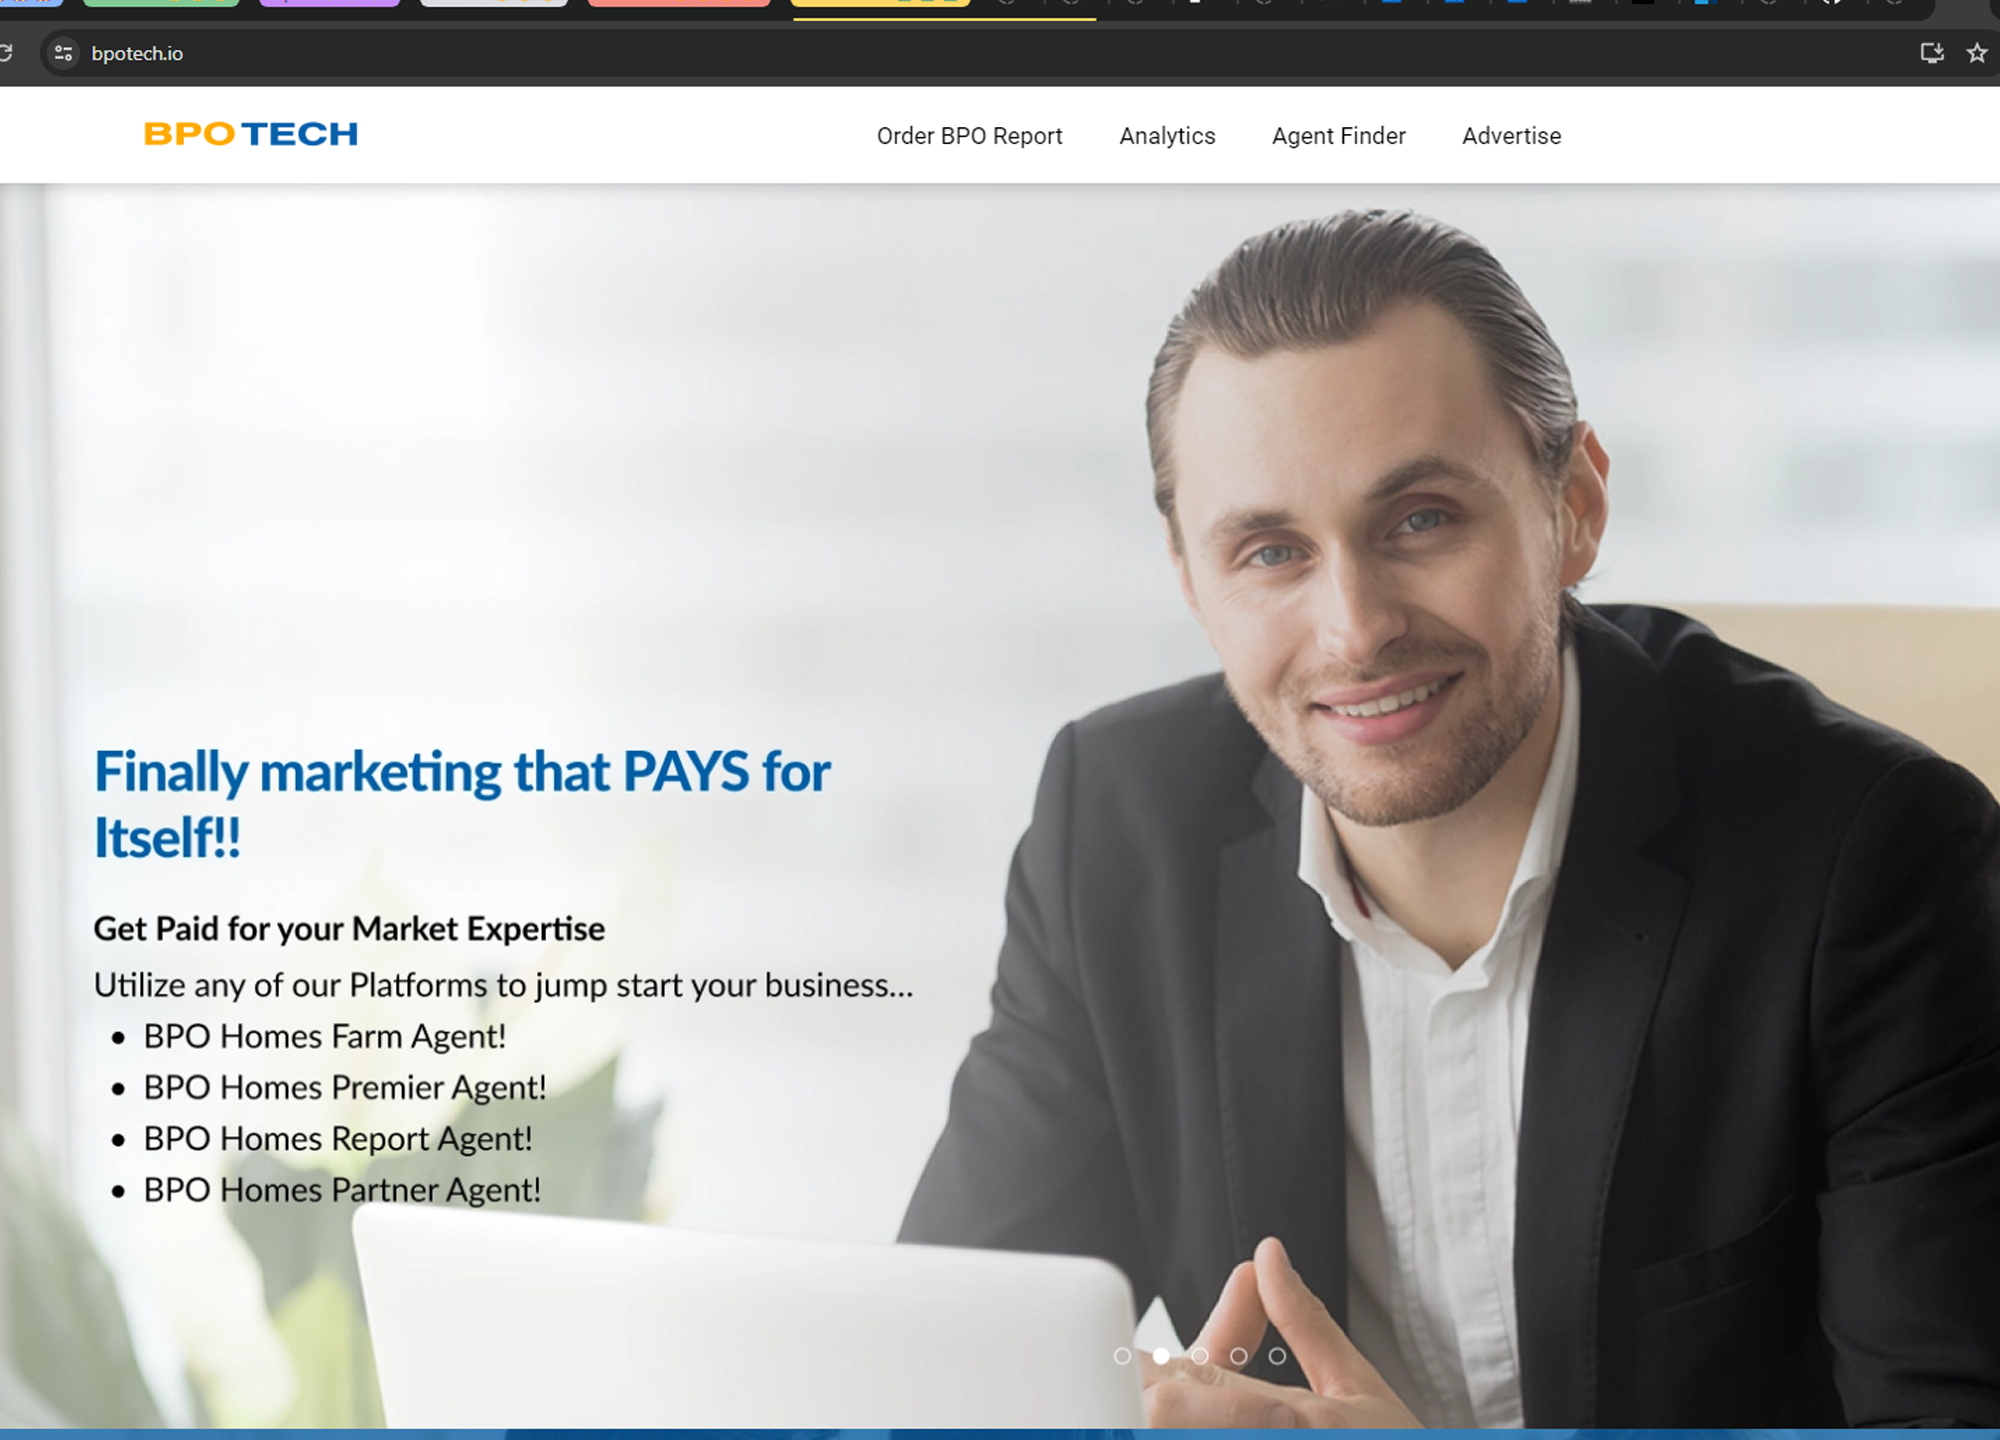 bpotech.io
BPO TECH
Order BPO Report Analytics Agent Finder Advertise
Finally marketing that PAYS for
Itself!!
Get Paid for your Market Expertise
Utilize any of our Platforms to jump start your business...
• BPO Homes Farm Agent!
• BPO Homes Premier Agent!
• BPO Homes Report Agent!
• BPO Homes Partner Agent!